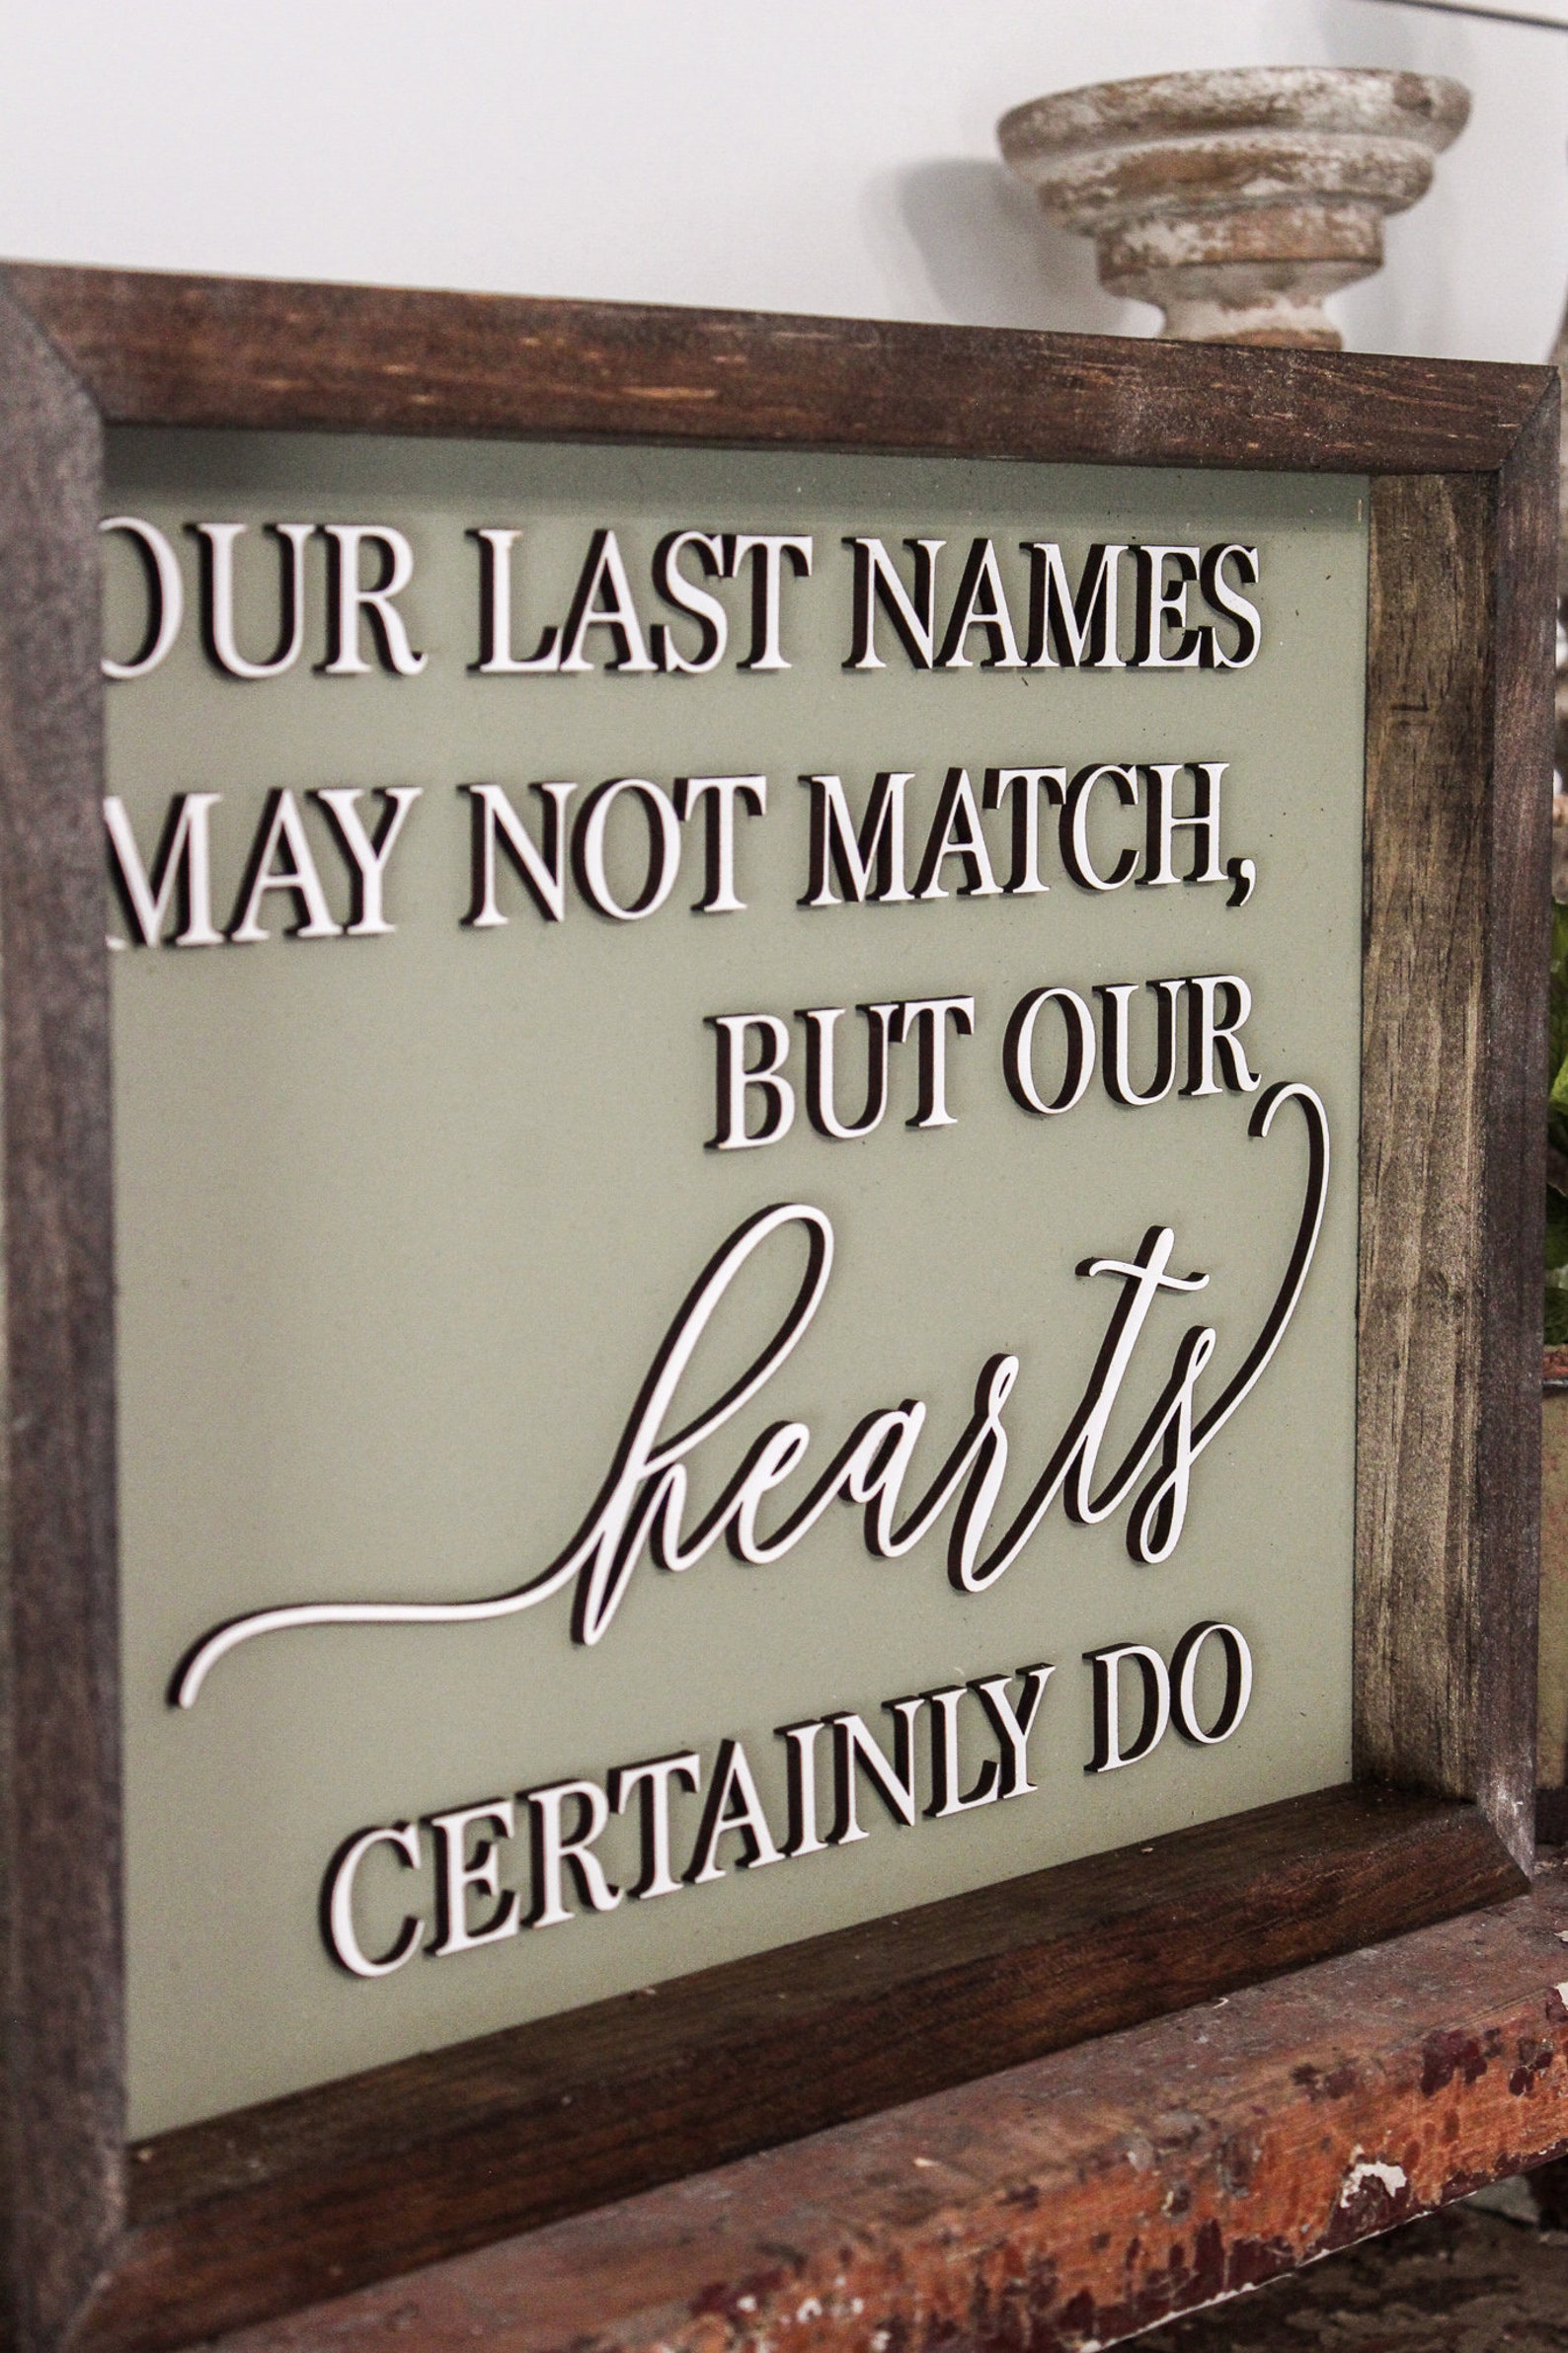 OUR LAST NAMES
MAY NOT MATCH,
BUT OUR
hearts
CERTAINLY DO